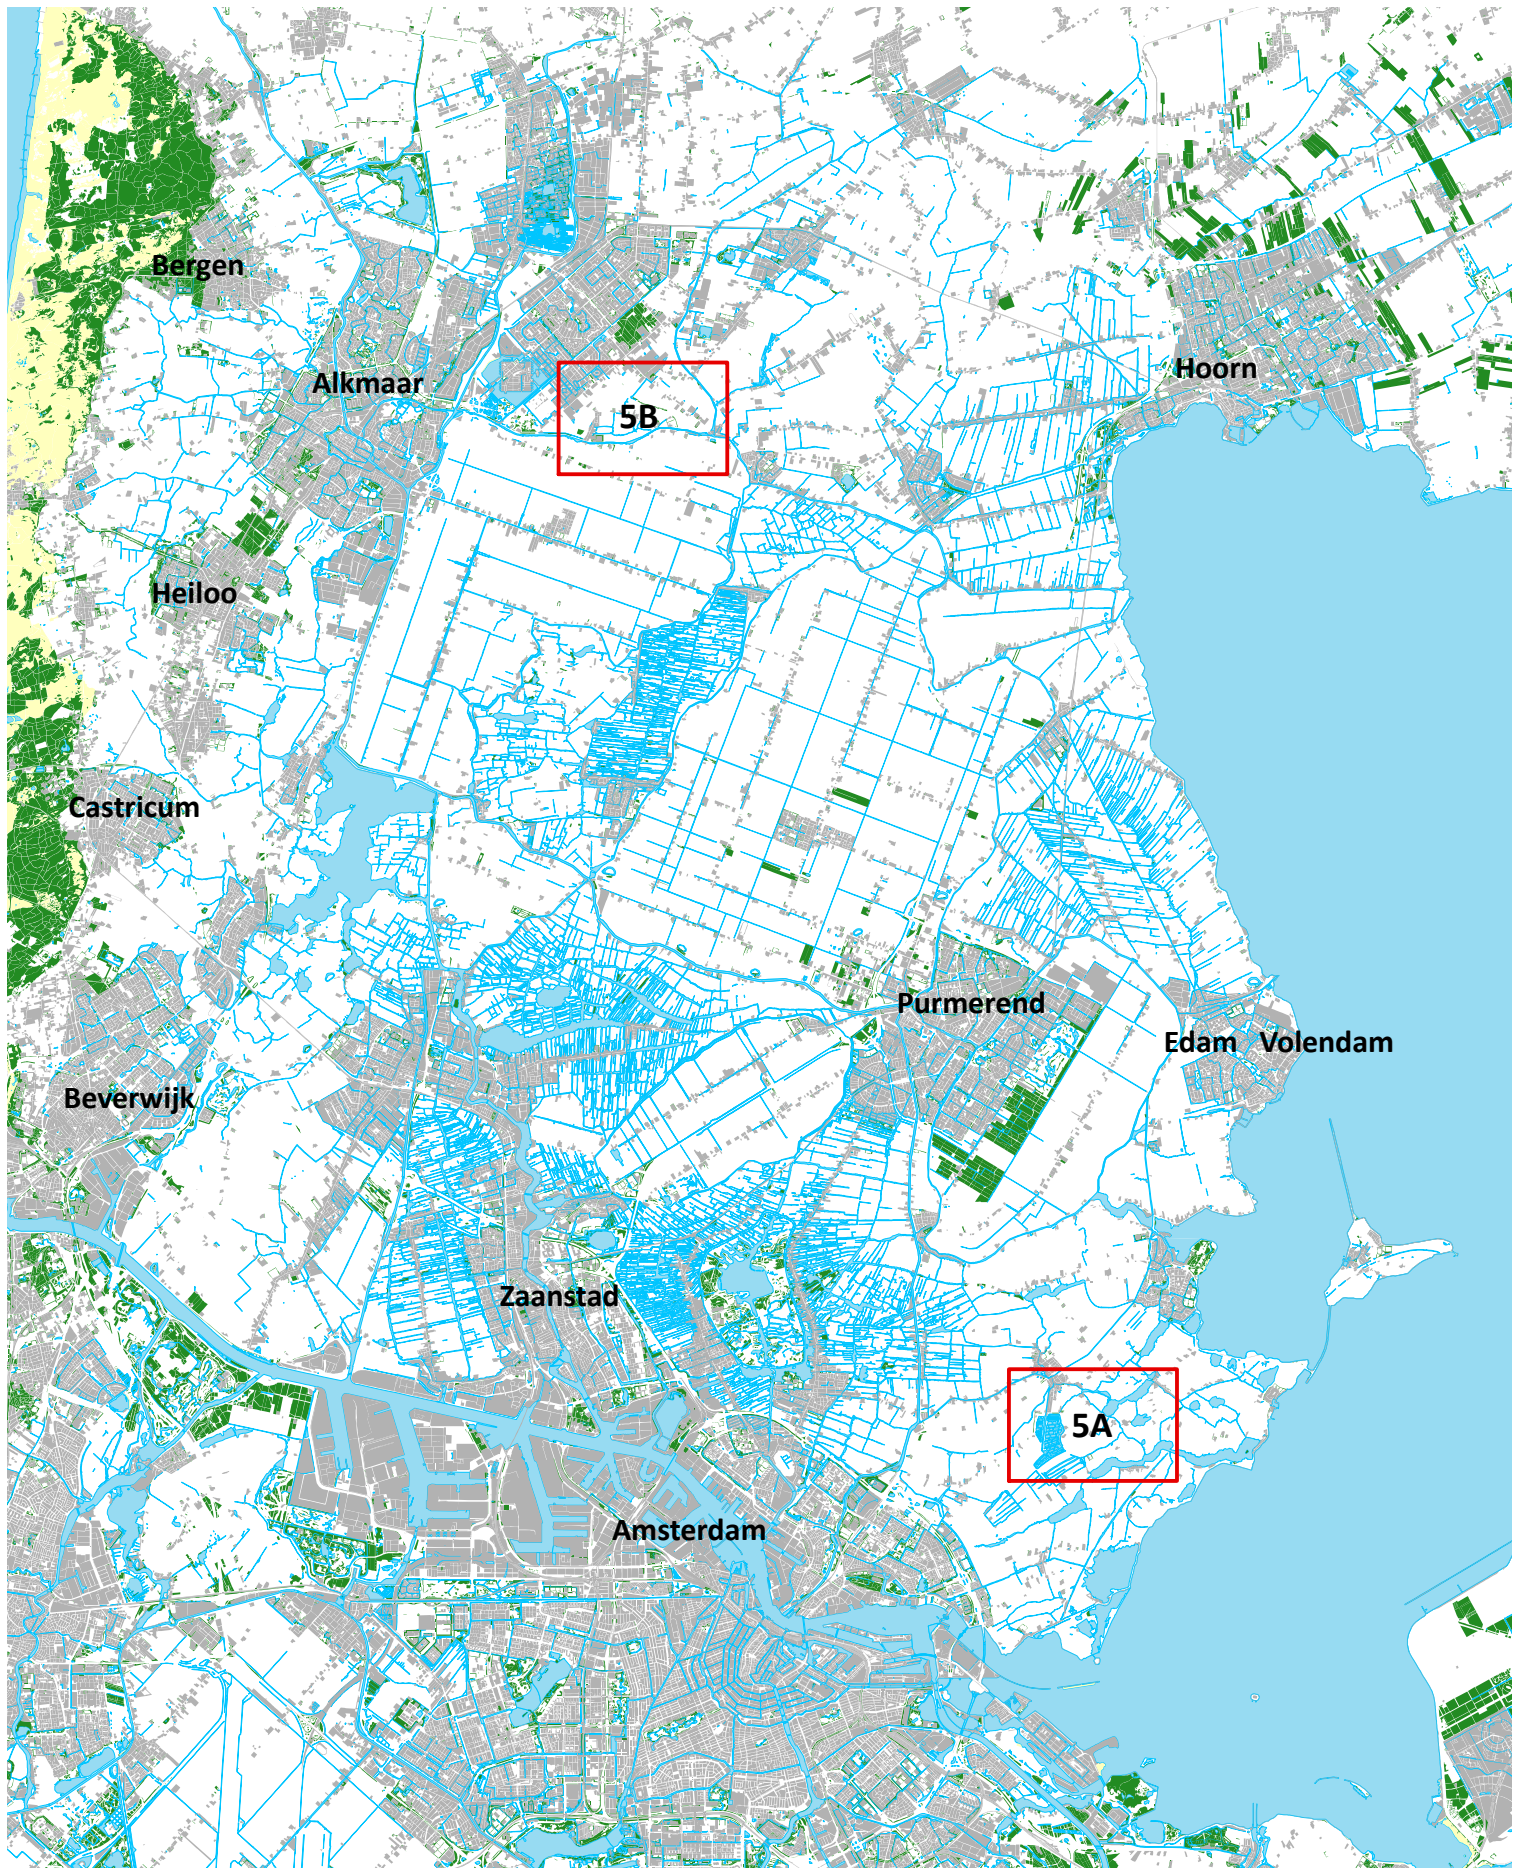 Bergen
Hoorn
Alkmaar
5B
Heiloo
Castricum
Purmerend
Edam Volendam
Beverwijk
Zaanstad
5A
Amsterdam